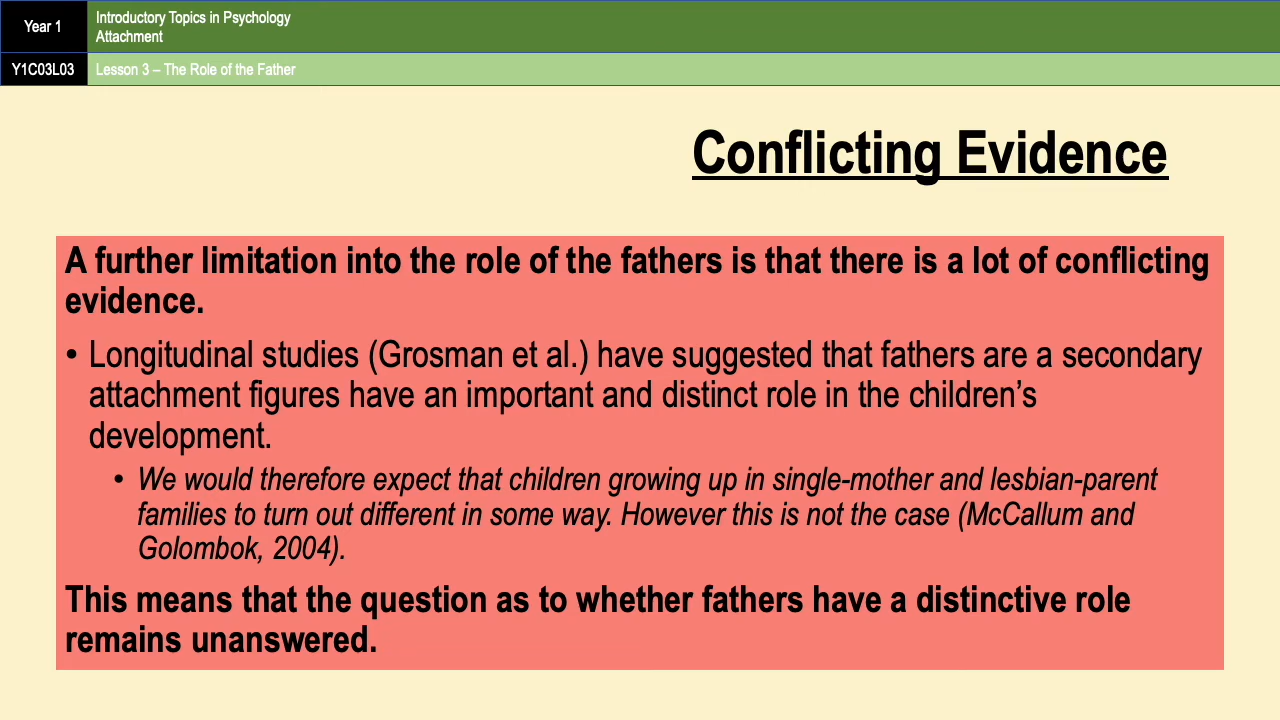 Year 1
Introductory Topics in Psychology
Attachment
Y1C03L03
Lesson 3 – The Role of the Father
Conflicting Evidence
A further limitation into the role of the fathers is that there is a lot of conflicting
evidence.
• Longitudinal studies (Grosman et al.) have suggested that fathers are a secondary
attachment figures have an important and distinct role in the children’s
development.
• We would therefore expect that children growing up in single-mother and lesbian-parent
families to turn out different in some way. However this is not the case (McCallum and
Golombok, 2004).
This means that the question as to whether fathers have a distinctive role
remains unanswered.